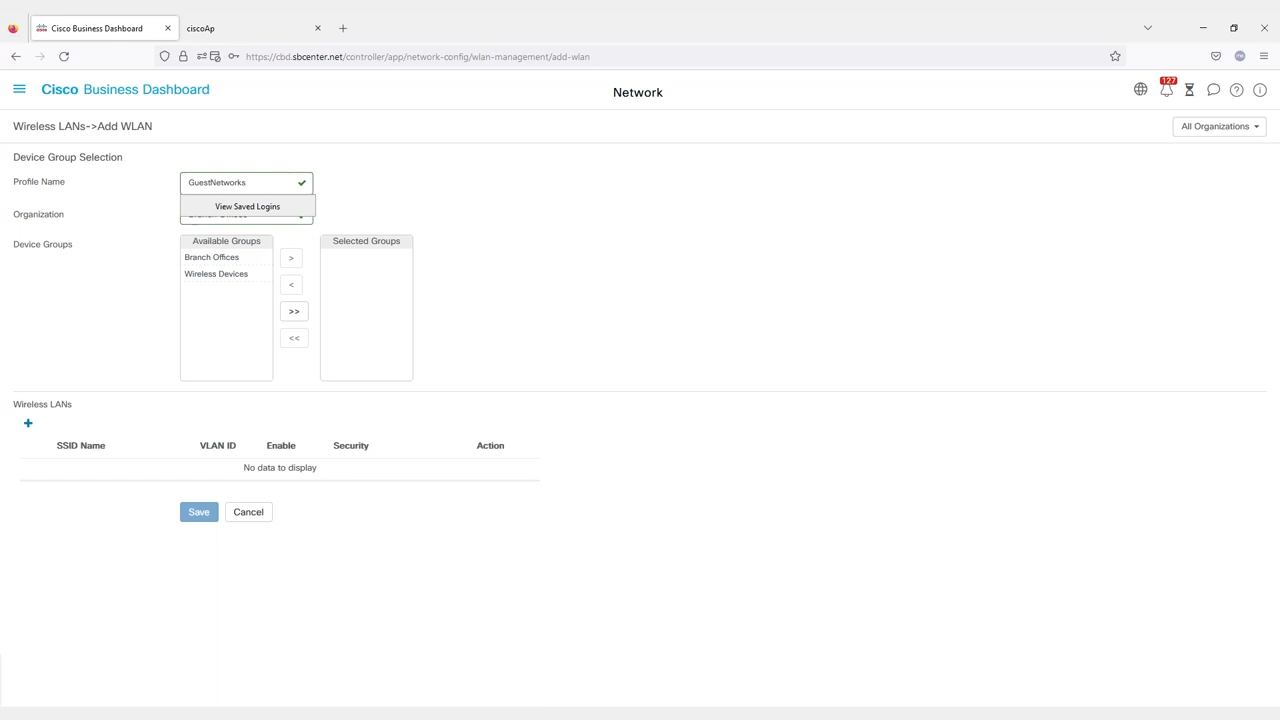 Cisco Business Dashboard
ciscoAp
https://cbd.sbcenter.net/controller/app/network-config/wlan-management/add-wlan
Cisco Business Dashboard
Network
127
Wireless LANs->Add WLAN
All Organizations
Device Group Selection
Profile Name
GuestNetworks
View Saved Logins
Organization
Device Groups
Available Groups
Selected Groups
Branch Offices
Wireless Devices
>
<
>>
<<
Wireless LANs
SSID Name VLAN ID Enable Security Action
No data to display
Save Cancel